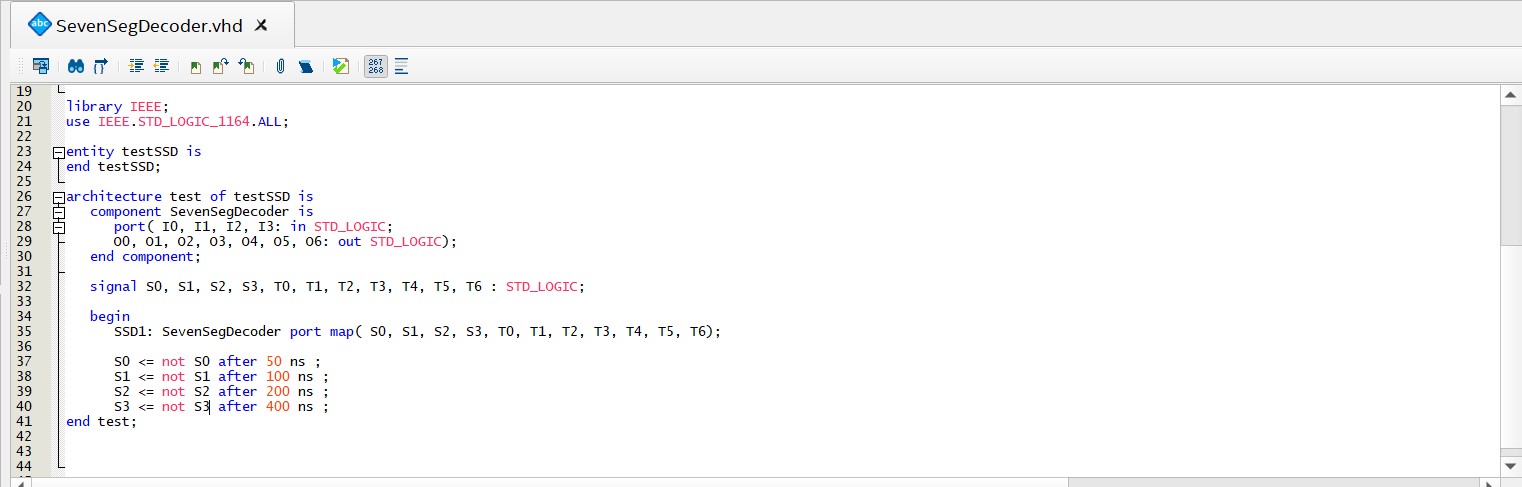 abc SevenSegDecoder.vhd
267
268
19
20 library IEEE;
21 use IEEE.STD_LOGIC_1164.ALL;
22
23 entity testSSD is
24 end testSSD;
25
26 architecture test of testSSD is
27 component SevenSegDecoder is
28 port( I0, I1, I2, I3: in STD_LOGIC;
29 O0, O1, O2, O3, O4, O5, O6: out STD_LOGIC);
30 end component;
31
32 signal S0, S1, S2, S3, T0, T1, T2, T3, T4, T5, T6 : STD_LOGIC;
33
34 begin
35 SSD1: SevenSegDecoder port map( S0, S1, S2, S3, T0, T1, T2, T3, T4, T5, T6);
36
37 S0 <= not S0 after 50 ns ;
38 S1 <= not S1 after 100 ns ;
39 S2 <= not S2 after 200 ns ;
40 S3 <= not S3 after 400 ns ;
41 end test;
42
43
44